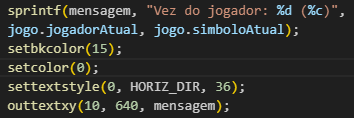 sprintf(mensagem, "Vez do jogador: %d (%c)",
jogo.jogadorAtual, jogo.simboloAtual);
setbkcolor(15);
setcolor(0);
settextstyle(0, HORIZ_DIR, 36);
outtextxy(10, 640, mensagem);